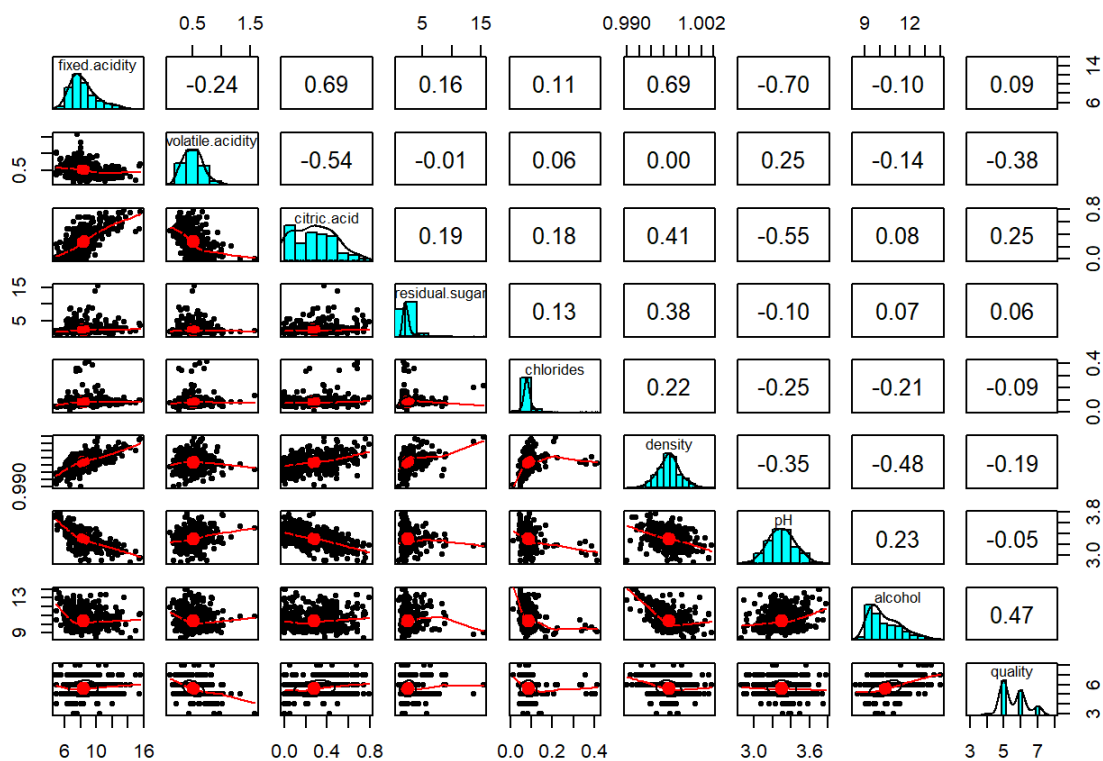 0.5 1.5 5 15 0.990 1.002 9 12
fixed.acidity -0.24 0.69 0.16 0.11 0.69 -0.70 -0.10 0.09 6 10 14
0.5 volatile.acidity -0.54 -0.01 0.06 0.00 0.25 -0.14 -0.38
citric.acid 0.19 0.18 0.41 -0.55 0.08 0.25 0.0 0.8
5 15 residual.sugar 0.13 0.38 -0.10 0.07 0.06
chlorides 0.22 -0.25 -0.21 -0.09 0.0 0.4
0.990 density -0.35 -0.48 -0.19
pH 0.23 -0.05 3.0 3.8
9 13 alcohol 0.47
quality 3 6
6 10 16 0.0 0.4 0.8 0.0 0.2 0.4 3.0 3.6 3 5 7